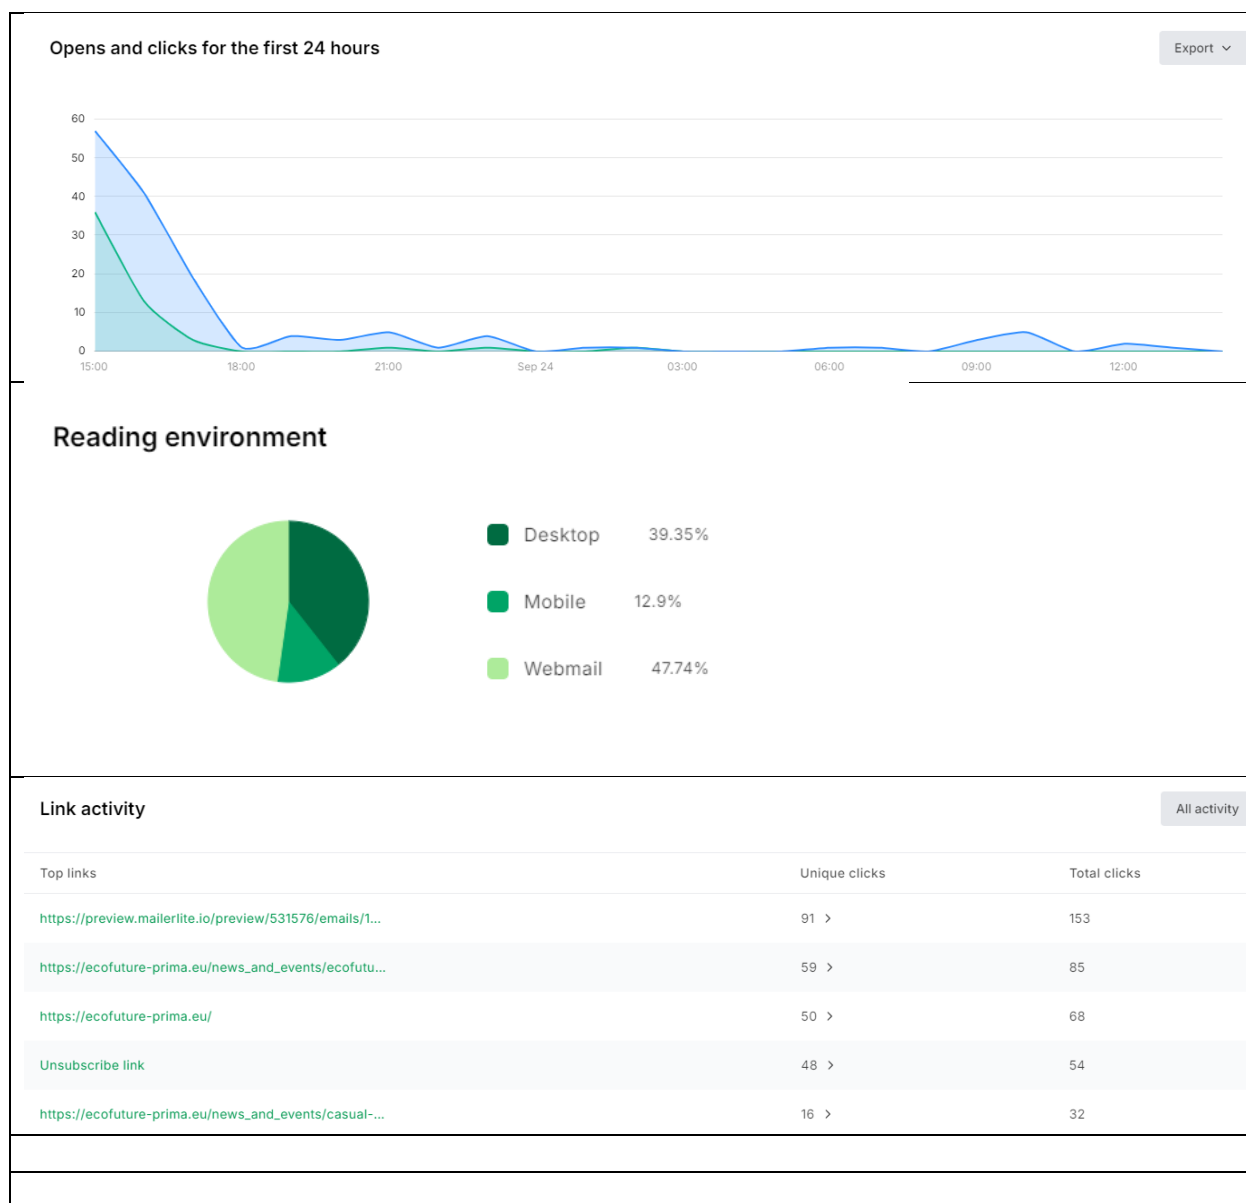 Opens and clicks for the first 24 hours
Export
60
50
40
30
20
10
0
15:00 18:00 21:00 Sep 24 03:00 06:00 09:00 12:00
Reading environment
Desktop 39.35%
Mobile 12.9%
Webmail 47.74%
Link activity
All activity
Top links Unique clicks Total clicks
https://preview.mailerlite.io/preview/531576/emails/1... 91 > 153
https://ecofuture-prima.eu/news_and_events/ecofutu... 59 > 85
https://ecofuture-prima.eu/ 50 > 68
Unsubscribe link 48 > 54
https://ecofuture-prima.eu/news_and_events/casual-... 16 > 32